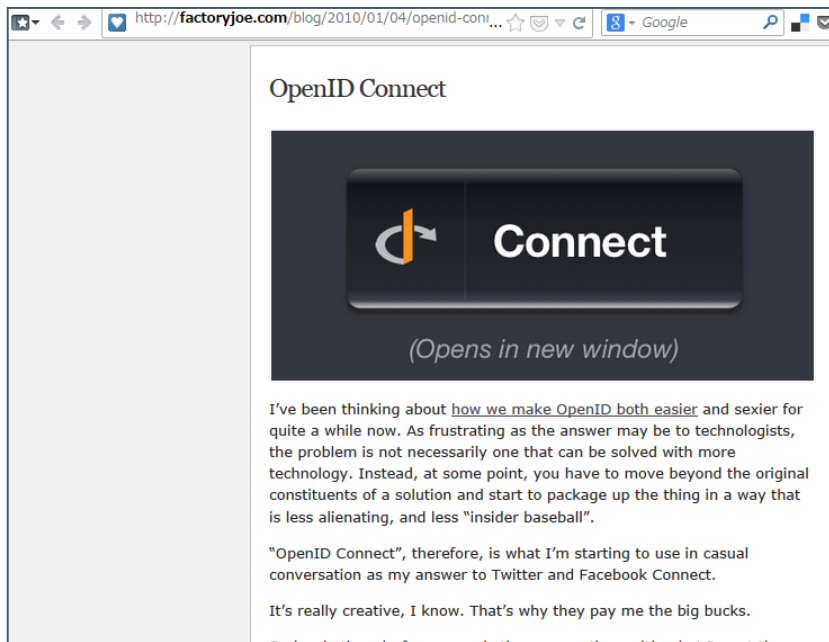 http://factoryjoe.com/blog/2010/01/04/openid-conn... Google
OpenID Connect
Connect
(Opens in new window)
I've been thinking about how we make OpenID both easier and sexier for
quite a while now. As frustrating as the answer may be to technologists,
the problem is not necessarily one that can be solved with more
technology. Instead, at some point, you have to move beyond the original
constituents of a solution and start to package up the thing in a way that
is less alienating, and less “insider baseball”.
“OpenID Connect”, therefore, is what I'm starting to use in casual
conversation as my answer to Twitter and Facebook Connect.
It's really creative, I know. That's why they pay me the big bucks.